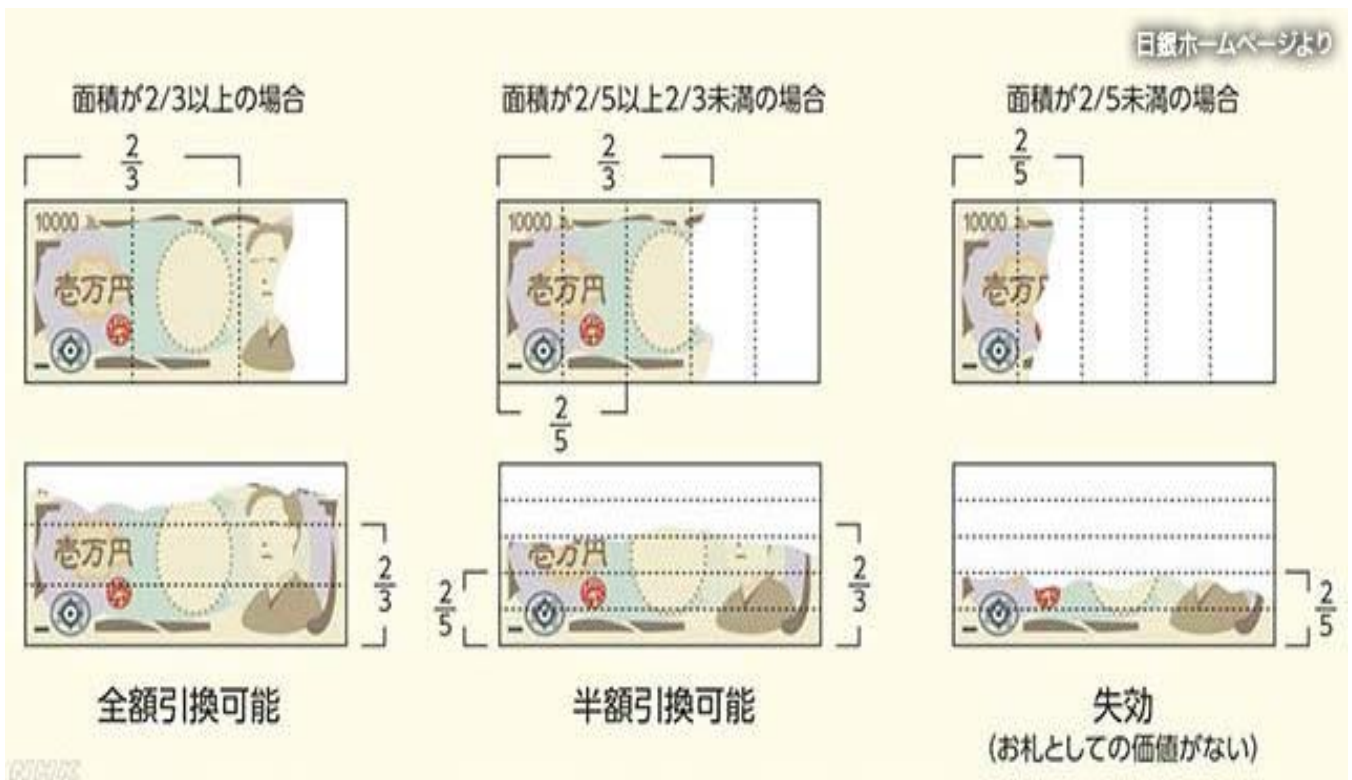 日銀ホームページより
面積が2/3以上の場合
面積が2/5以上2/3未満の場合
面積が2/5未満の場合
2/3
2/3
2/5
10000
10000
10000
壱万円
壱万円
壱万
2/5
壱万円
2/3
壱万円
2/5
2/3
2/5
全額引換可能
半額引換可能
失効
(お札としての価値がない)
NHK